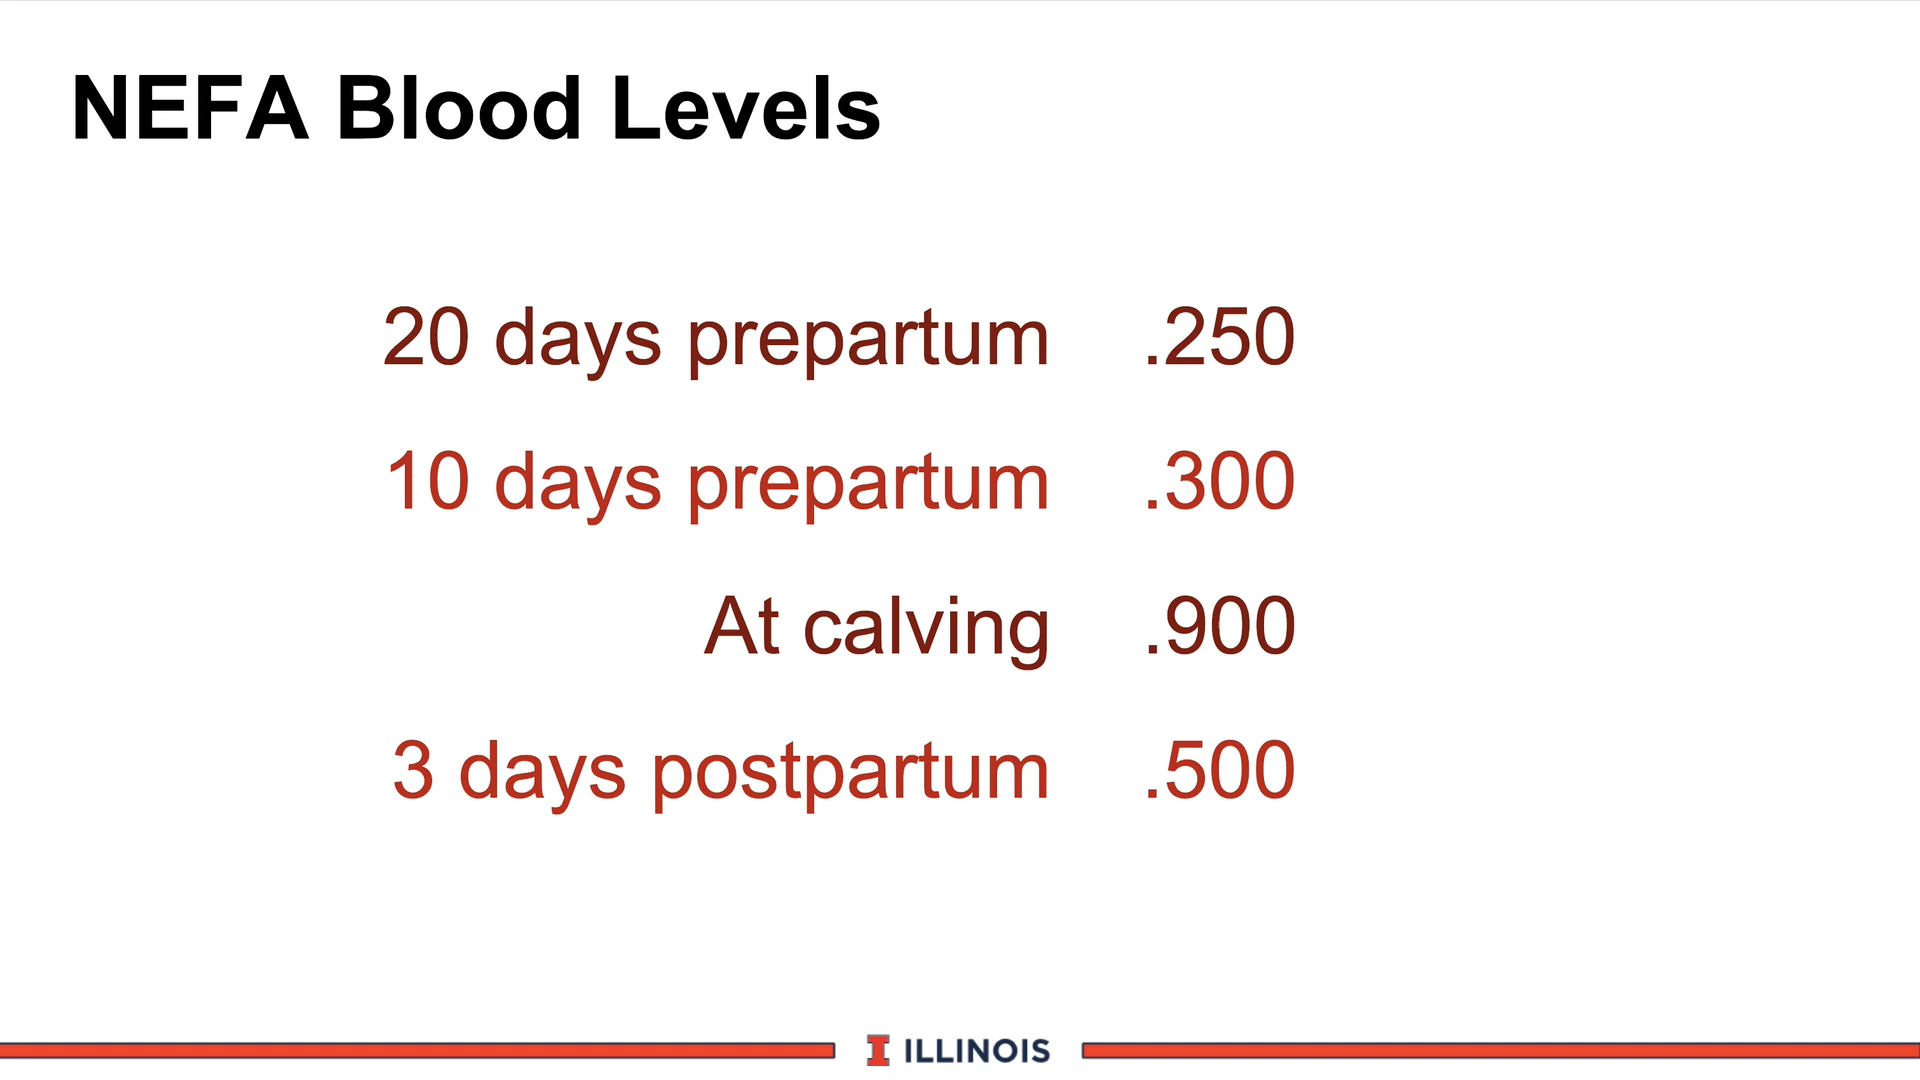 NEFA Blood Levels
20 days prepartum .250
10 days prepartum .300
At calving .900
3 days postpartum .500
I ILLINOIS